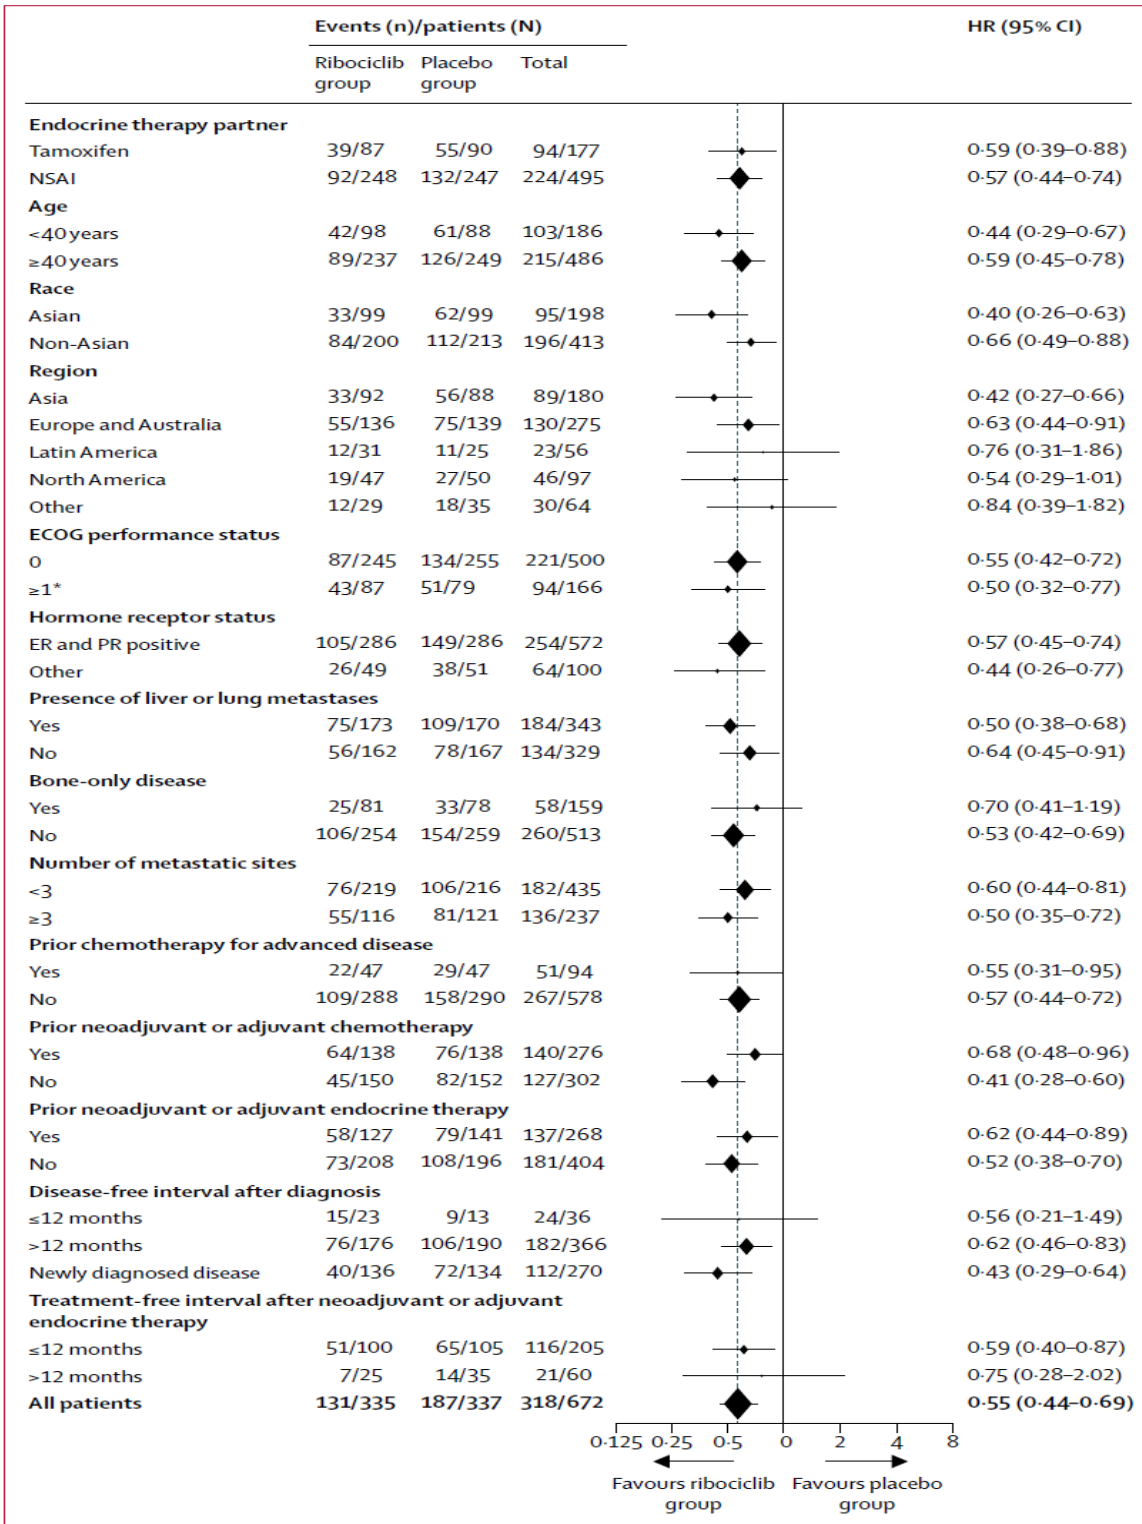 Events (n)/patients (N) HR (95% CI)
Ribociclib group Placebo group Total
Endocrine therapy partner
Tamoxifen 39/87 55/90 94/177 0·59 (0·39–0·88)
NSAI 92/248 132/247 224/495 0·57 (0·44–0·74)
Age
<40 years 42/98 61/88 103/186 0·44 (0·29–0·67)
≥40 years 89/237 126/249 215/486 0·59 (0·45–0·78)
Race
Asian 33/99 62/99 95/198 0·40 (0·26–0·63)
Non-Asian 84/200 112/213 196/413 0·66 (0·49–0·88)
Region
Asia 33/92 56/88 89/180 0·42 (0·27–0·66)
Europe and Australia 55/136 75/139 130/275 0·63 (0·44–0·91)
Latin America 12/31 11/25 23/56 0·76 (0·31–1·86)
North America 19/47 27/50 46/97 0·54 (0·29–1·01)
Other 12/29 18/35 30/64 0·84 (0·39–1·82)
ECOG performance status
0 87/245 134/255 221/500 0·55 (0·42–0·72)
≥1* 43/87 51/79 94/166 0·50 (0·32–0·77)
Hormone receptor status
ER and PR positive 105/286 149/286 254/572 0·57 (0·45–0·74)
Other 26/49 38/51 64/100 0·44 (0·26–0·77)
Presence of liver or lung metastases
Yes 75/173 109/170 184/343 0·50 (0·38–0·68)
No 56/162 78/167 134/329 0·64 (0·45–0·91)
Bone-only disease
Yes 25/81 33/78 58/159 0·70 (0·41–1·19)
No 106/254 154/259 260/513 0·53 (0·42–0·69)
Number of metastatic sites
<3 76/219 106/216 182/435 0·60 (0·44–0·81)
≥3 55/116 81/121 136/237 0·50 (0·35–0·72)
Prior chemotherapy for advanced disease
Yes 22/47 29/47 51/94 0·55 (0·31–0·95)
No 109/288 158/290 267/578 0·57 (0·44–0·72)
Prior neoadjuvant or adjuvant chemotherapy
Yes 64/138 76/138 140/276 0·68 (0·48–0·96)
No 45/150 82/152 127/302 0·41 (0·28–0·60)
Prior neoadjuvant or adjuvant endocrine therapy
Yes 58/127 79/141 137/268 0·62 (0·44–0·89)
No 73/208 108/196 181/404 0·52 (0·38–0·70)
Disease-free interval after diagnosis
≤12 months 15/23 9/13 24/36 0·56 (0·21–1·49)
>12 months 76/176 106/190 182/366 0·62 (0·46–0·83)
Newly diagnosed disease 40/136 72/134 112/270 0·43 (0·29–0·64)
Treatment-free interval after neoadjuvant or adjuvant
endocrine therapy
≤12 months 51/100 65/105 116/205 0·59 (0·40–0·87)
>12 months 7/25 14/35 21/60 0·75 (0·28–2·02)
All patients 131/335 187/337 318/672 0·55 (0·44–0·69)
0·125 0·25 0·5 0 2 4 8
Favours ribociclib group Favours placebo group